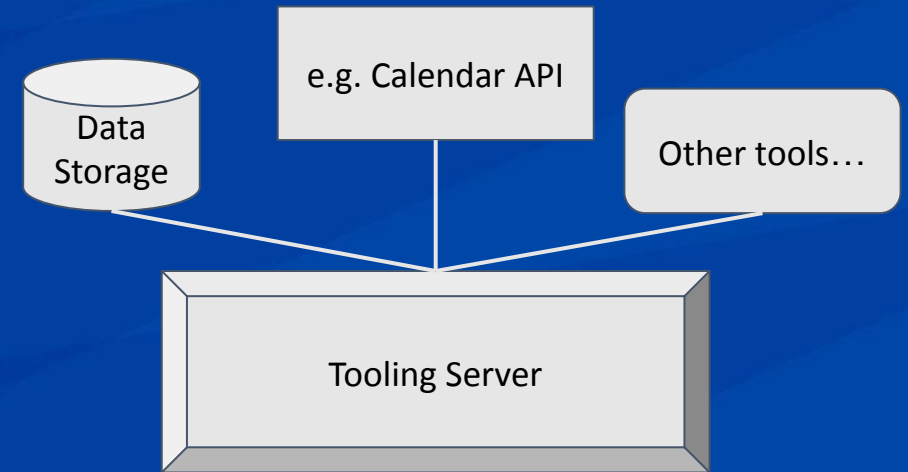 e.g. Calendar API
Data
Storage
Other tools…
Tooling Server